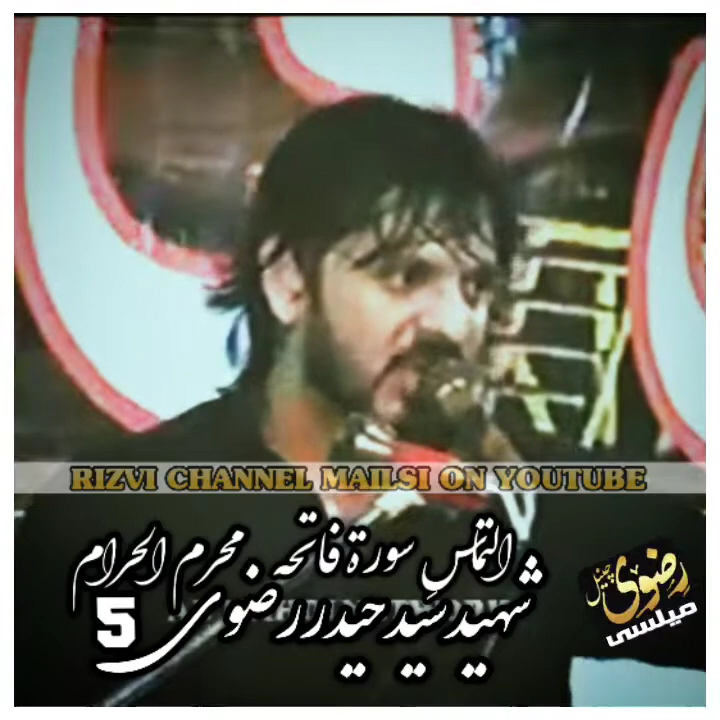 RIZVI CHANNEL MAILSI ON YOUTUBE
التماسِ سورۃ فاتحہ محرم الحرام
شہید سید حیدر رضوی 5
رضوی چینل
میلسی